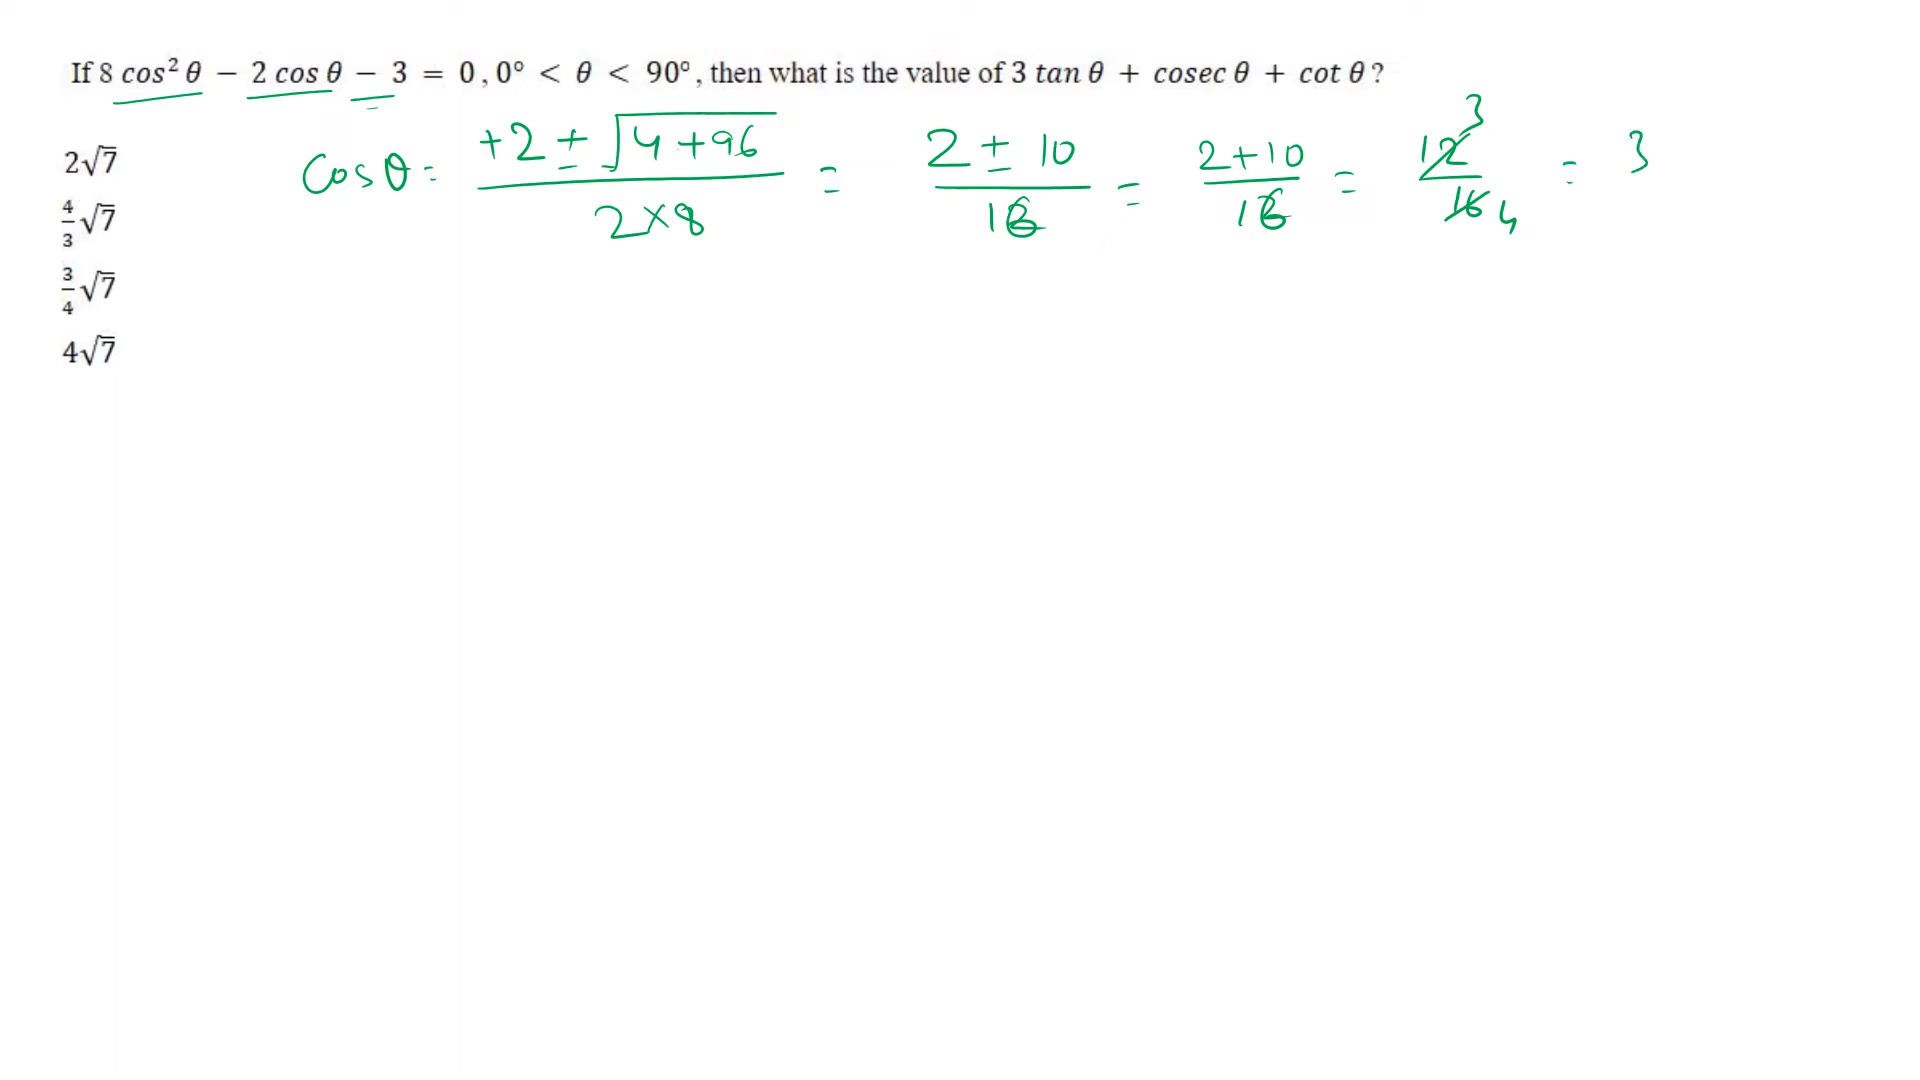 If 8 cos² θ − 2 cos θ − 3 = 0 , 0° < θ < 90°, then what is the value of 3 tan θ + cosec θ + cot θ ?
2√7
4/3 √7
3/4 √7
4√7
Cos θ = (+2 ± √(4 + 96)) / (2 × 8) = (2 ± 10) / 16 = (2 + 10) / 16 = 12 3 / 16 4 = 3